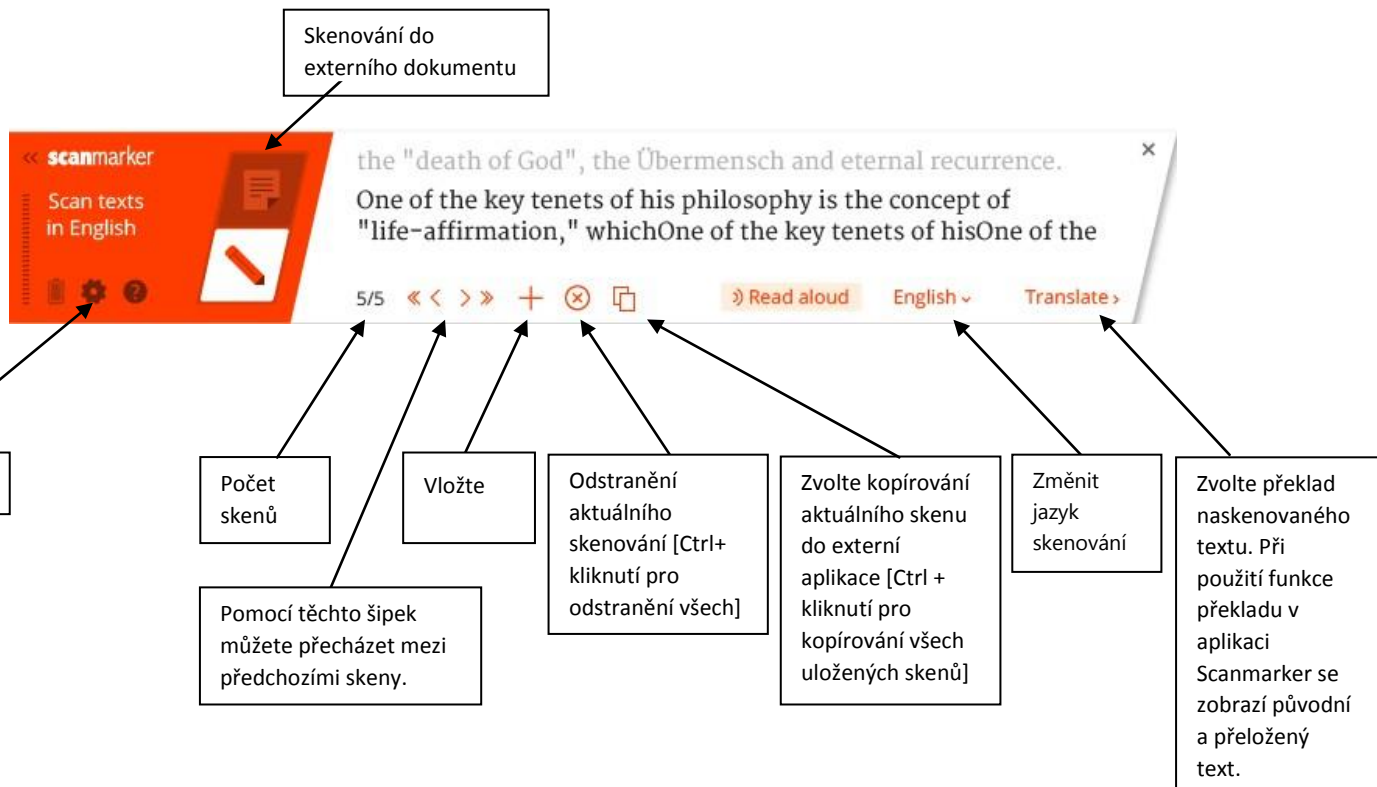 Skenování do
externího dokumentu
« scanmarker
Scan texts
in English
?
the "death of God", the Übermensch and eternal recurrence.
×
One of the key tenets of his philosophy is the concept of
"life-affirmation," whichOne of the key tenets of hisOne of the
5/5 « < > » Read aloud English Translate ›
Počet
skenů
Vložte
Odstranění
aktuálního
skenování [Ctrl+
kliknutí pro
odstranění všech]
Zvolte kopírování
aktuálního skenu
do externí
aplikace [Ctrl +
kliknutí pro
kopírování všech
uložených skenů]
Změnit
jazyk
skenování
Zvolte překlad
naskenovaného
textu. Při
použití funkce
překladu v
aplikaci
Scanmarker se
zobrazí původní
a přeložený
text.
Pomocí těchto šipek
můžete přecházet mezi
předchozími skeny.